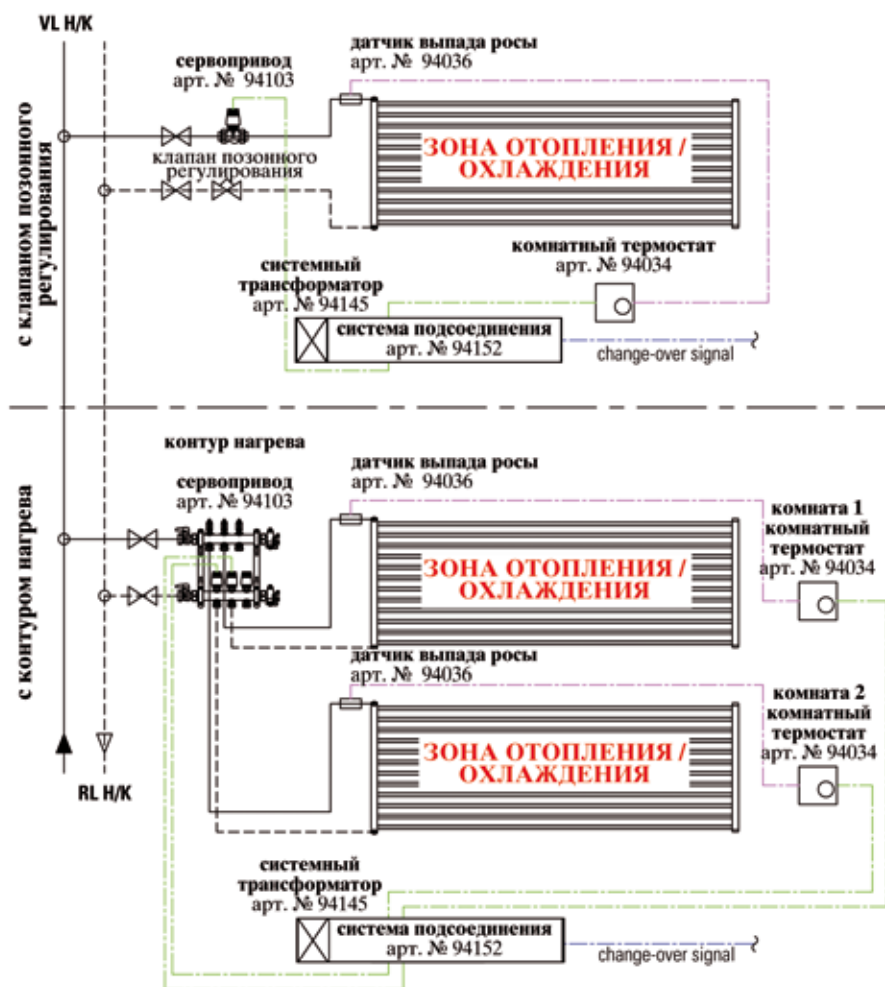 VL H/K
сервопривод
арт. № 94103
датчик выпада росы
арт. № 94036
клапан позонного
регулирования
ЗОНА ОТОПЛЕНИЯ /
ОХЛАЖДЕНИЯ
с клапаном позонного
регулирования
комнатный термостат
арт. № 94034
системный
трансформатор
арт. № 94145
система подсоединения
арт. № 94152
change-over signal
контур нагрева
сервопривод
арт. № 94103
датчик выпада росы
арт. № 94036
комната 1
комнатный
термостат
арт. № 94034
ЗОНА ОТОПЛЕНИЯ /
ОХЛАЖДЕНИЯ
с контуром нагрева
датчик выпада росы
арт. № 94036
комната 2
комнатный
термостат
арт. № 94034
ЗОНА ОТОПЛЕНИЯ /
ОХЛАЖДЕНИЯ
RL H/K
системный
трансформатор
арт. № 94145
система подсоединения
арт. № 94152
change-over signal